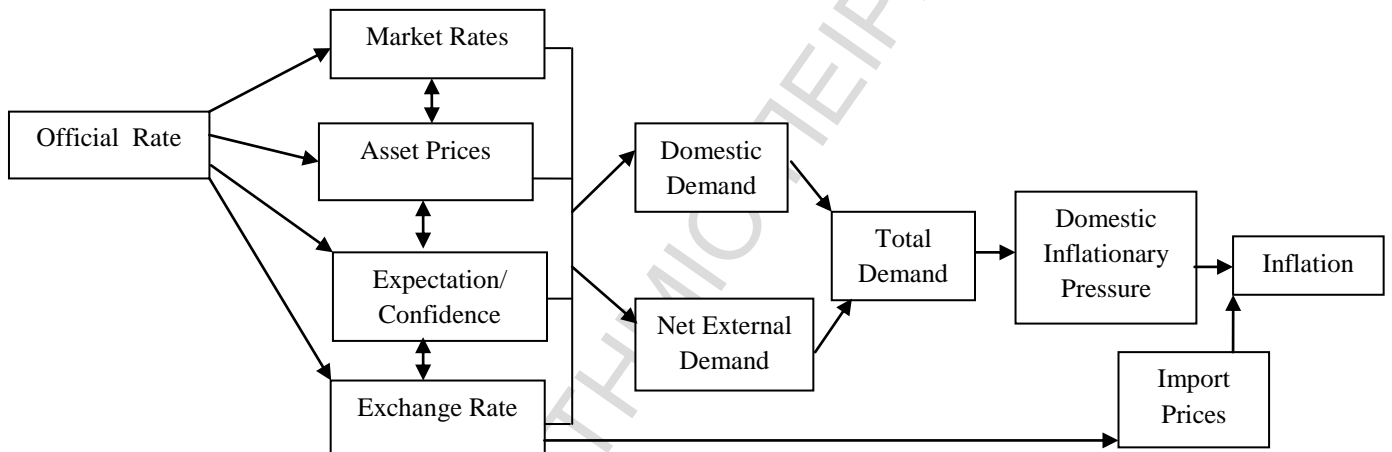 Market Rates
Official Rate
Asset Prices
Expectation/
Confidence
Exchange Rate
Domestic
Demand
Net External
Demand
Total
Demand
Domestic
Inflationary
Pressure
Inflation
Import
Prices